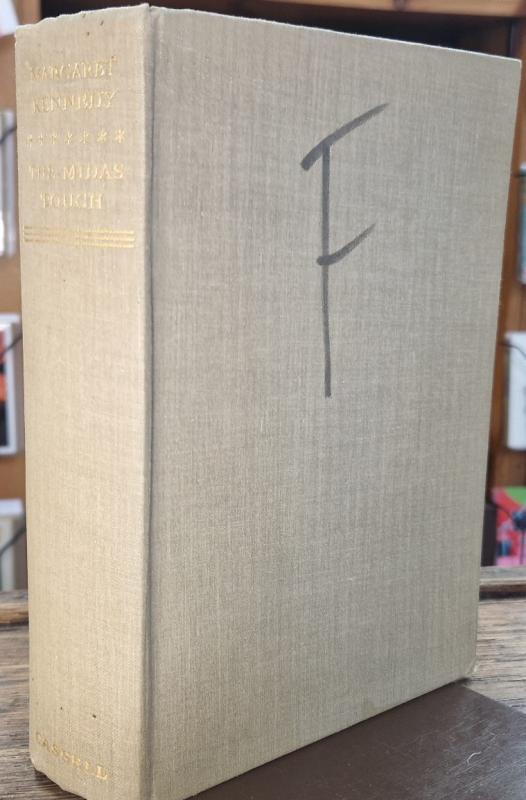 MARGARET
KENNEDY
*******
THE MIDAS
TOUCH
CASSELL
F